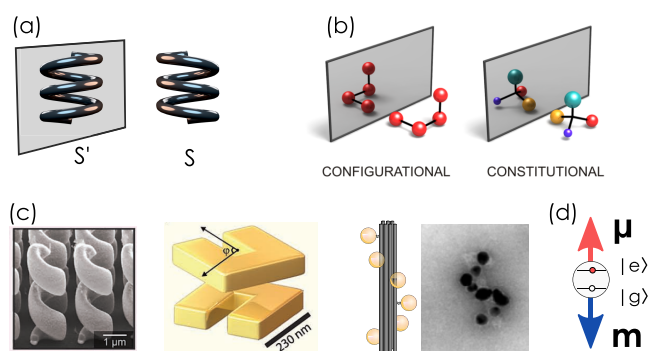 (a)
S'
S
(b)
CONFIGURATIONAL
CONSTITUTIONAL
(c)
1 µm
φ
230 nm
(d)
µ
|e⟩
|g⟩
m